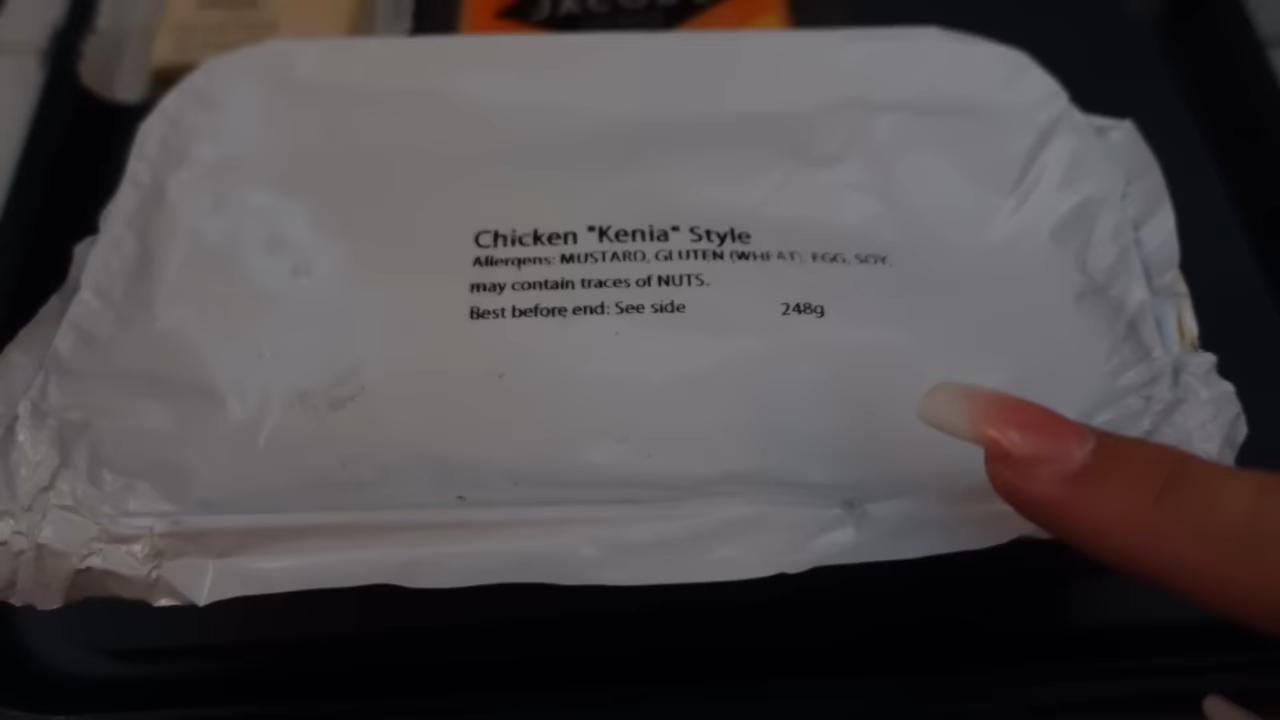 JACOB'S
Chicken "Kenia" Style
Allergens: MUSTARD, GLUTEN (WHEAT), EGG, SOY,
may contain traces of NUTS.
Best before end: See side 248g